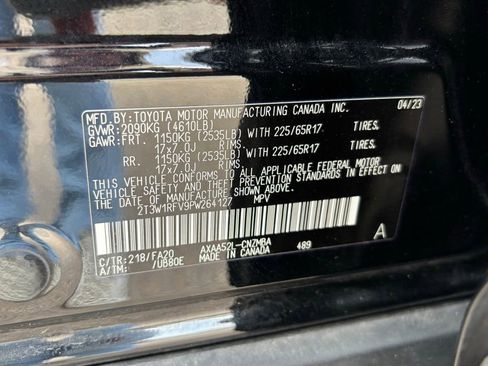 MFD.BY:TOYOTA MOTOR MANUFACTURING CANADA INC. 04/23
GVWR:2090KG (4610LB)
GAWR:FRT. 1150KG (2535LB) WITH 225/65R17 TIRES,
17x7.0J RIMS,
RR. 1150KG (2535LB) WITH 225/65R17 TIRES,
17x7.0J RIMS,
THIS VEHICLE CONFORMS TO ALL APPLICABLE FEDERAL MOTOR
VEHICLE SAFETY AND THEFT PREVENTION STANDARDS IN EFFECT ON
THE DATE OF MANUFACTURE SHOWN ABOVE.
2T3W1RFV9PW264127 MPV
C/TR:218/FA20 AXAA52L-CNZMBA 489 A
A/TM: /UB80E MADE IN CANADA